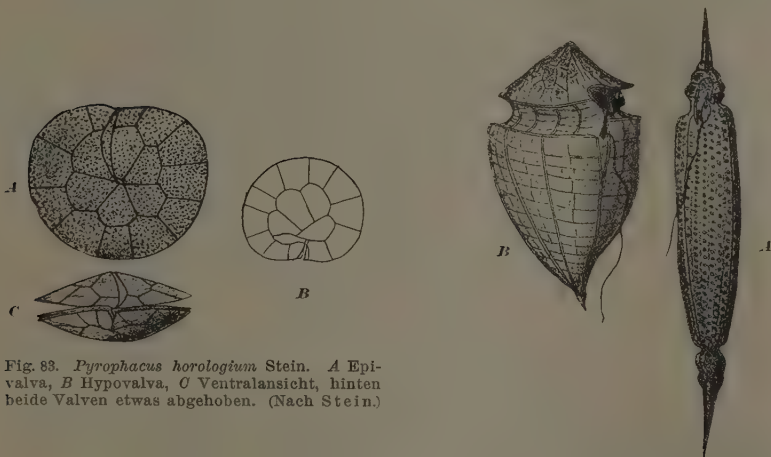 A
B
C
Fig. 83. Pyrophacus horologium Stein. A Epi-
valva, B Hypovalva, C Ventralansicht, hinten
beide Valven etwas abgehoben. (Nach Stein.)
B
A